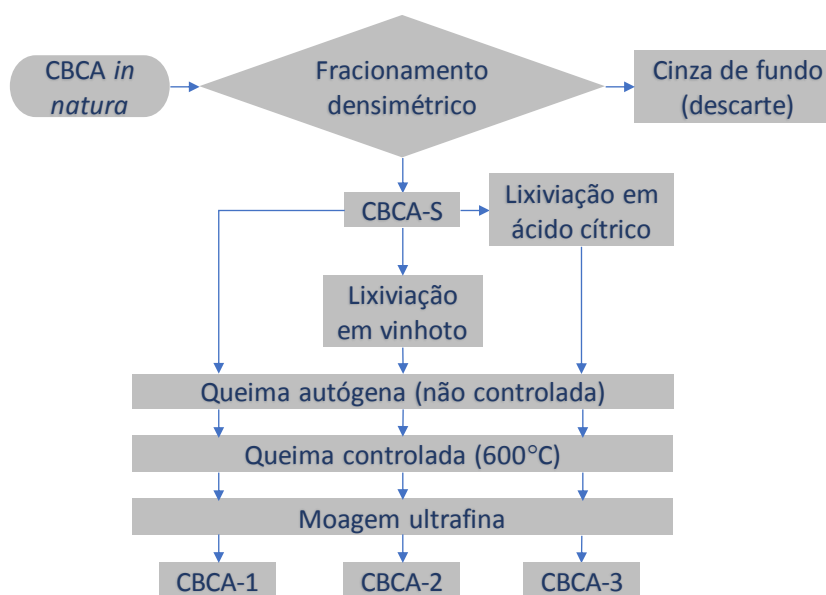 CBCA in
natura
Fracionamento
densimétrico
Cinza de fundo
(descarte)
CBCA-S
Lixiviação em
ácido cítrico
Lixiviação
em vinhoto
Queima autógena (não controlada)
Queima controlada (600°C)
Moagem ultrafina
CBCA-1
CBCA-2
CBCA-3